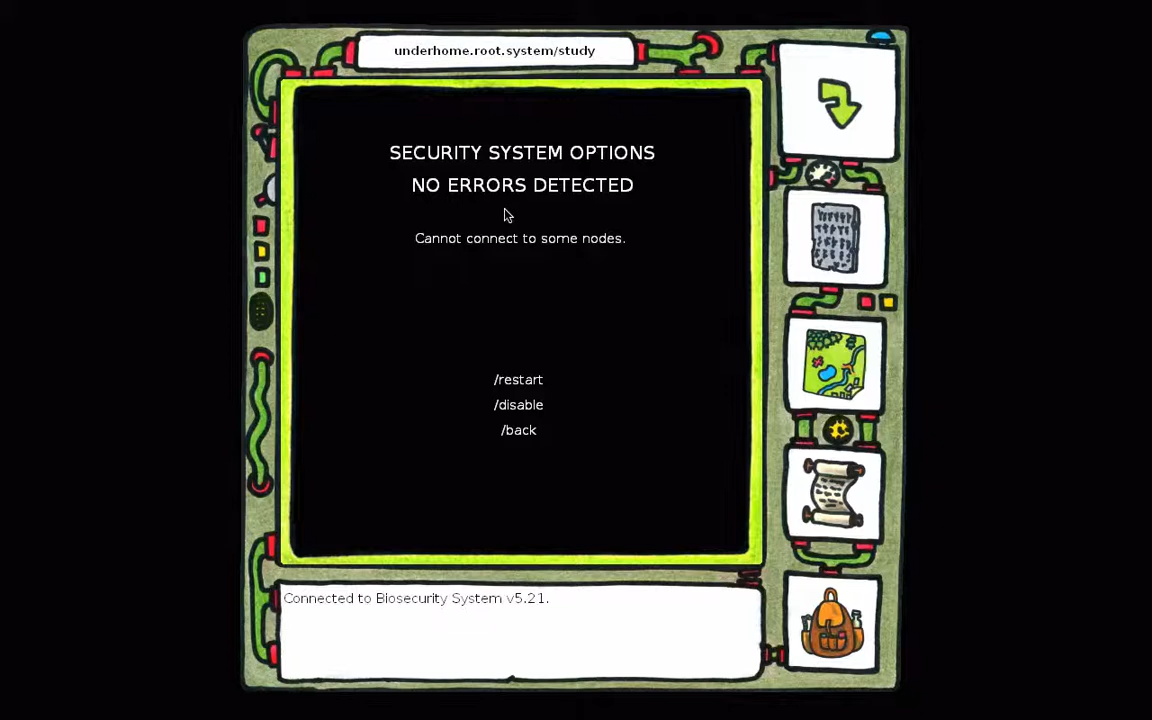 underhome.root.system/study
SECURITY SYSTEM OPTIONS
NO ERRORS DETECTED
Cannot connect to some nodes.
/restart
/disable
/back
Connected to Biosecurity System v5.21.